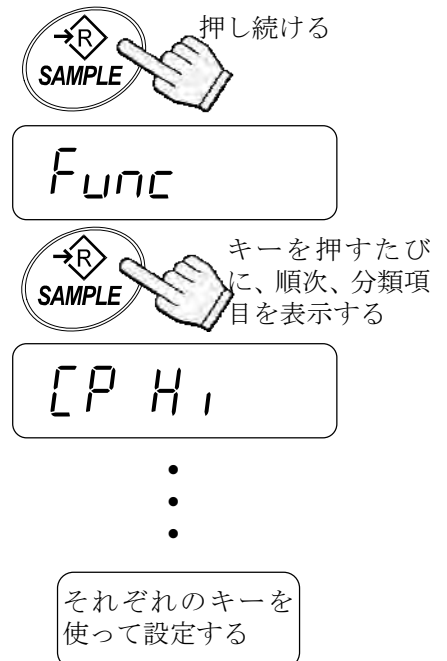 押し続ける
→R
SAMPLE
Func
キーを押すたび
に、順次、分類項
目を表示する
→R
SAMPLE
CP Hi
それぞれのキーを
使って設定する